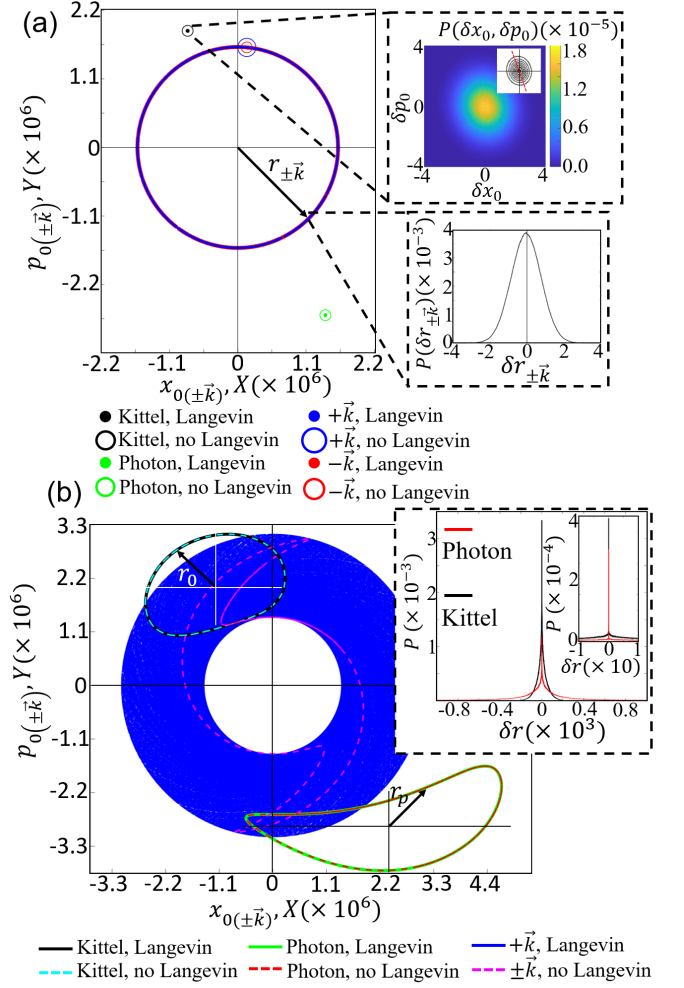 (a)
P(δx₀, δp₀)(× 10⁻⁵)
2.2
1.1
0
-1.1
-2.2
p₀₍±k⃗₎, Y(× 10⁶)
r±k⃗
-2.2 -1.1 0 1.1 2.2
x₀₍±k⃗₎, X(× 10⁶)
4
0
-4
δp₀
-4 0 4
δx₀
1.8
1.2
0.6
0.0
4
3
2
1
0
P(δr±k⃗)(× 10⁻³)
-4 -2 0 2 4
δr±k⃗
Kittel, Langevin
+k⃗, Langevin
Kittel, no Langevin
+k⃗, no Langevin
Photon, Langevin
−k⃗, Langevin
Photon, no Langevin
−k⃗, no Langevin
(b)
3.3
2.2
1.1
0
-1.1
-2.2
-3.3
p₀₍±k⃗₎, Y(× 10⁶)
r₀
rₚ
-3.3 -2.2 -1.1 0 1.1 2.2 3.3 4.4
x₀₍±k⃗₎, X(× 10⁶)
3
2
1
P (× 10⁻³)
Photon
Kittel
-0.8 -0.4 0 0.4 0.8
δr(× 10³)
4
2
0
P (× 10⁻⁴)
-1 0 1
δr(× 10)
Kittel, Langevin
Photon, Langevin
+k⃗, Langevin
Kittel, no Langevin
Photon, no Langevin
±k⃗, no Langevin